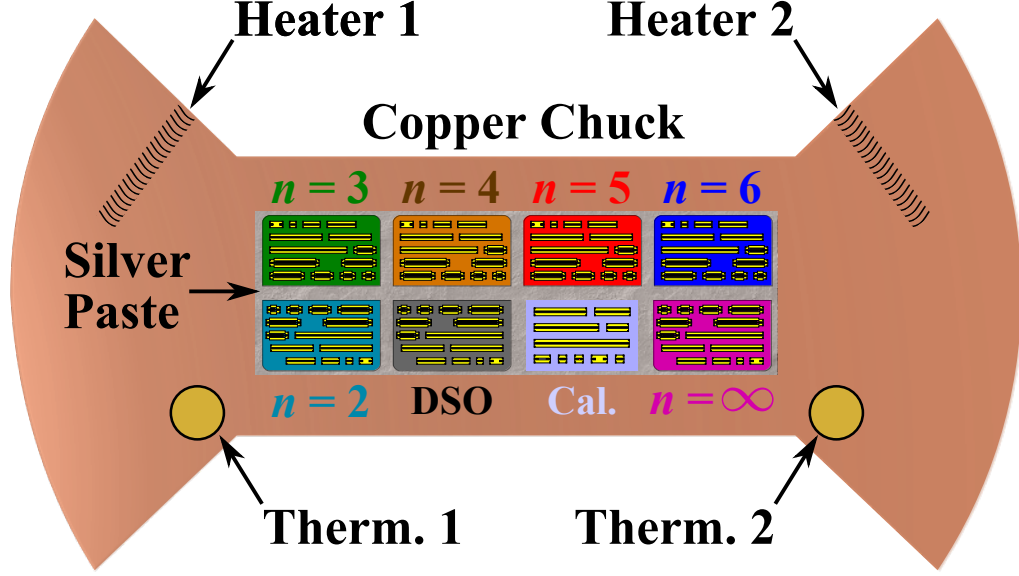 Heater 1
Heater 2
Copper Chuck
n = 3
n = 4
n = 5
n = 6
Silver
Paste
n = 2
DSO
Cal.
n = ∞
Therm. 1
Therm. 2